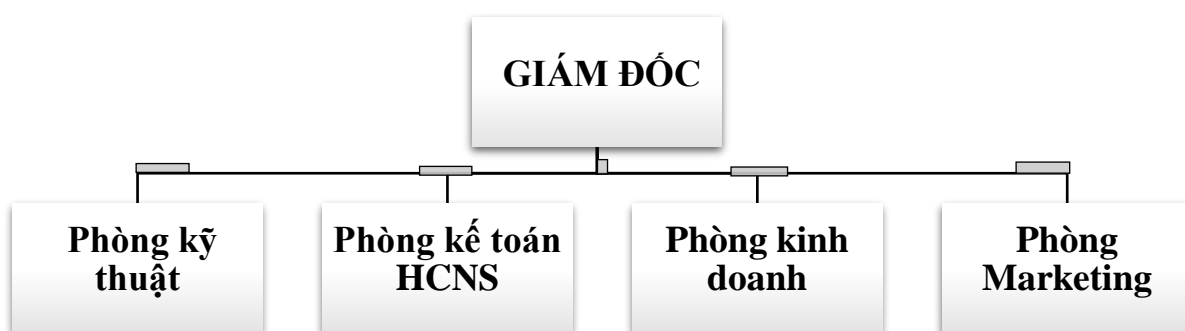 GIÁM ĐỐC
Phòng kỹ
thuật
Phòng kế toán
HCNS
Phòng kinh
doanh
Phòng
Marketing